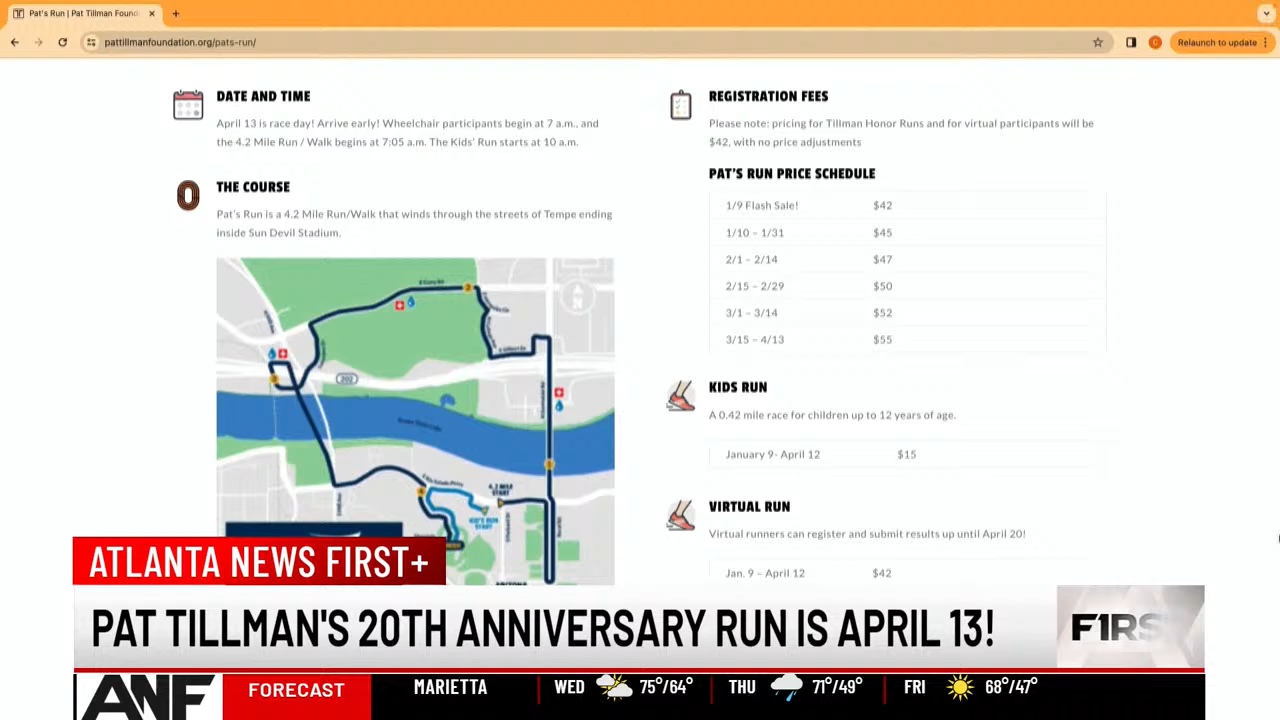 Pat's Run | Pat Tillman Found
pattillmanfoundation.org/pats-run/
Relaunch to update
DATE AND TIME
April 13 is race day! Arrive early! Wheelchair participants begin at 7 a.m., and
the 4.2 Mile Run / Walk begins at 7:05 a.m. The Kids' Run starts at 10 a.m.
THE COURSE
Pat's Run is a 4.2 Mile Run/Walk that winds through the streets of Tempe ending
inside Sun Devil Stadium.
202
4.2 MILE
START
KID'S RUN
START
REGISTRATION FEES
Please note: pricing for Tillman Honor Runs and for virtual participants will be
$42, with no price adjustments
PAT'S RUN PRICE SCHEDULE
1/9 Flash Sale! $42
1/10 – 1/31 $45
2/1 – 2/14 $47
2/15 – 2/29 $50
3/1 – 3/14 $52
3/15 – 4/13 $55
KIDS RUN
A 0.42 mile race for children up to 12 years of age.
January 9- April 12 $15
VIRTUAL RUN
Virtual runners can register and submit results up until April 20!
Jan. 9 – April 12 $42
ATLANTA NEWS FIRST+
PAT TILLMAN'S 20TH ANNIVERSARY RUN IS APRIL 13!
F1RS
ANF FORECAST MARIETTA WED 75°/64° THU 71°/49° FRI 68°/47°